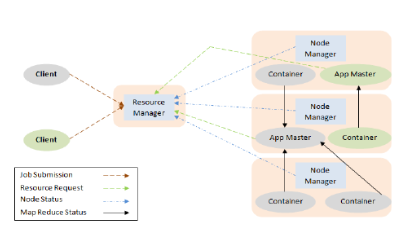 Client
Client
Resource
Manager
Node
Manager
Container
App Master
Node
Manager
App Master
Container
Node
Manager
Container
Container
Job Submission
Resource Request
Node Status
Map Reduce Status